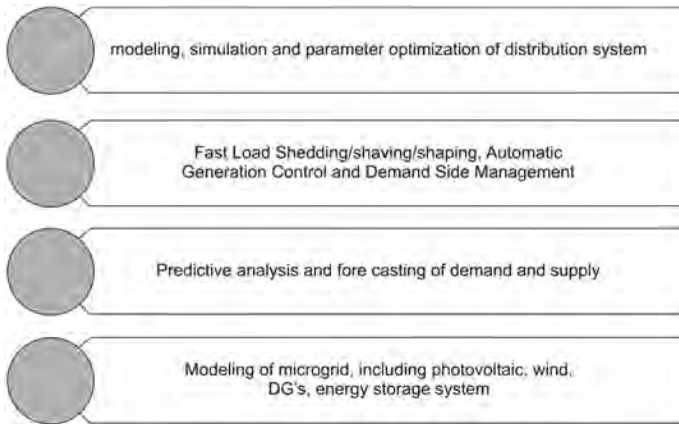 modeling, simulation and parameter optimization of distribution system
Fast Load Shedding/shaving/shaping, Automatic
Generation Control and Demand Side Management
Predictive analysis and fore casting of demand and supply
Modeling of microgrid, including photovoltaic, wind,
DG's, energy storage system